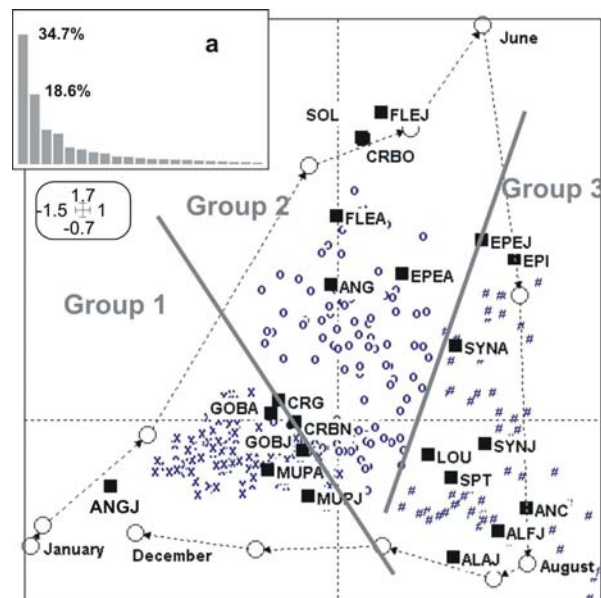 34.7%
a
18.6%
June
SOL
FLEJ
CRBO
1.7
-1.5 1
-0.7
Group 2
Group 3
FLEA
EPEJ
EPI
ANG
EPEA
Group 1
SYNA
CRG
GOBA
CRBN
GOBJ
SYNJ
LOU
MUPA
SPT
ANGJ
MUPJ
ANC
ALFJ
January
December
ALAJ
August